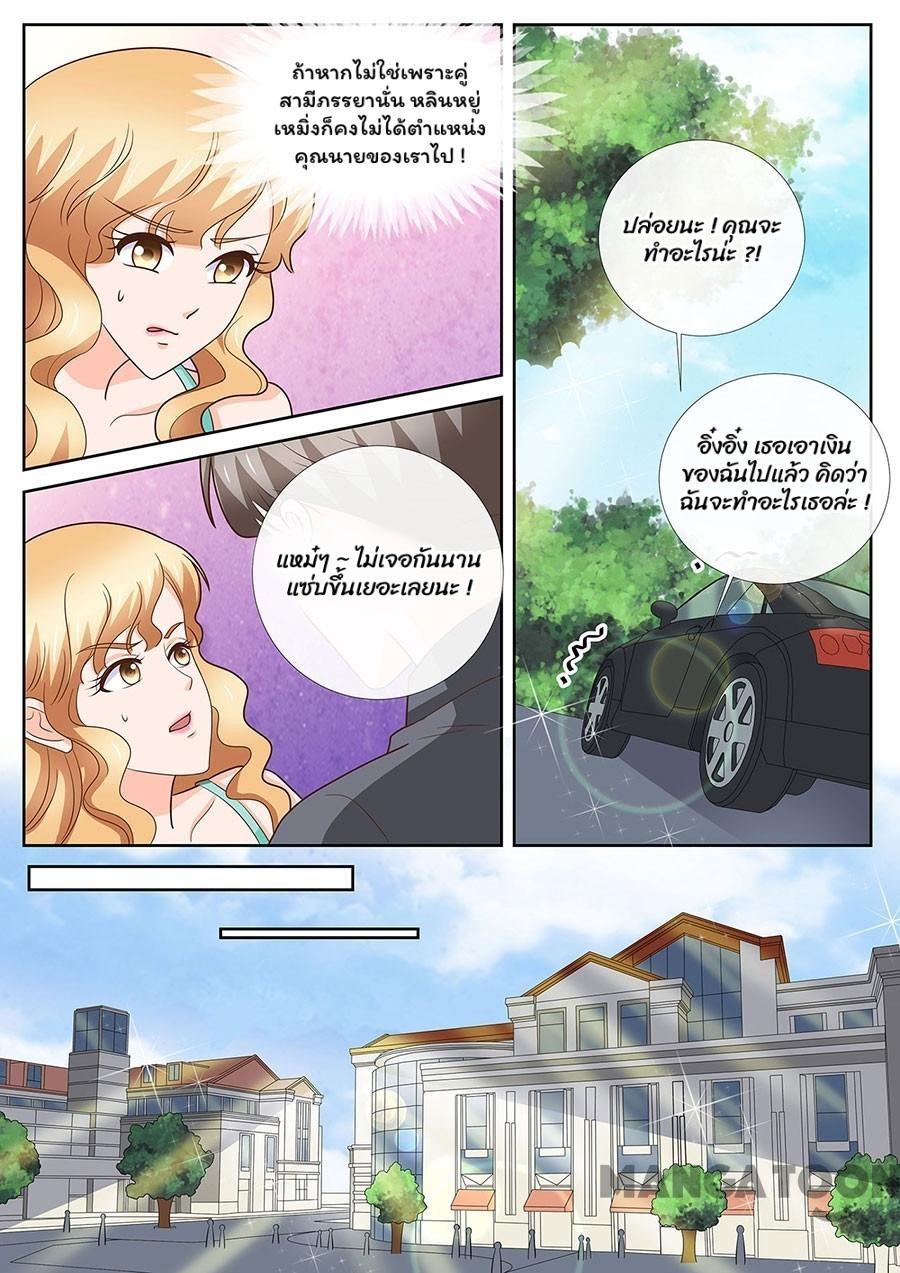 ถ้าหากไม่ใช่เพราะคู่
สามีภรรยานั่น หลินหยู่
เหมิ่งก็คงไม่ได้ตำแหน่ง
คุณนายของเราไป !
แหม๋ๆ ~ ไม่เจอกันนาน
แซ่บขึ้นเยอะเลยนะ !
ปล่อยนะ ! คุณจะ
ทำอะไรน่ะ ?!
อิ๋งอิ๋ง เธอเอาเงิน
ของฉันไปแล้ว คิดว่า
ฉันจะทำอะไรเธอล่ะ !
MANGATOON